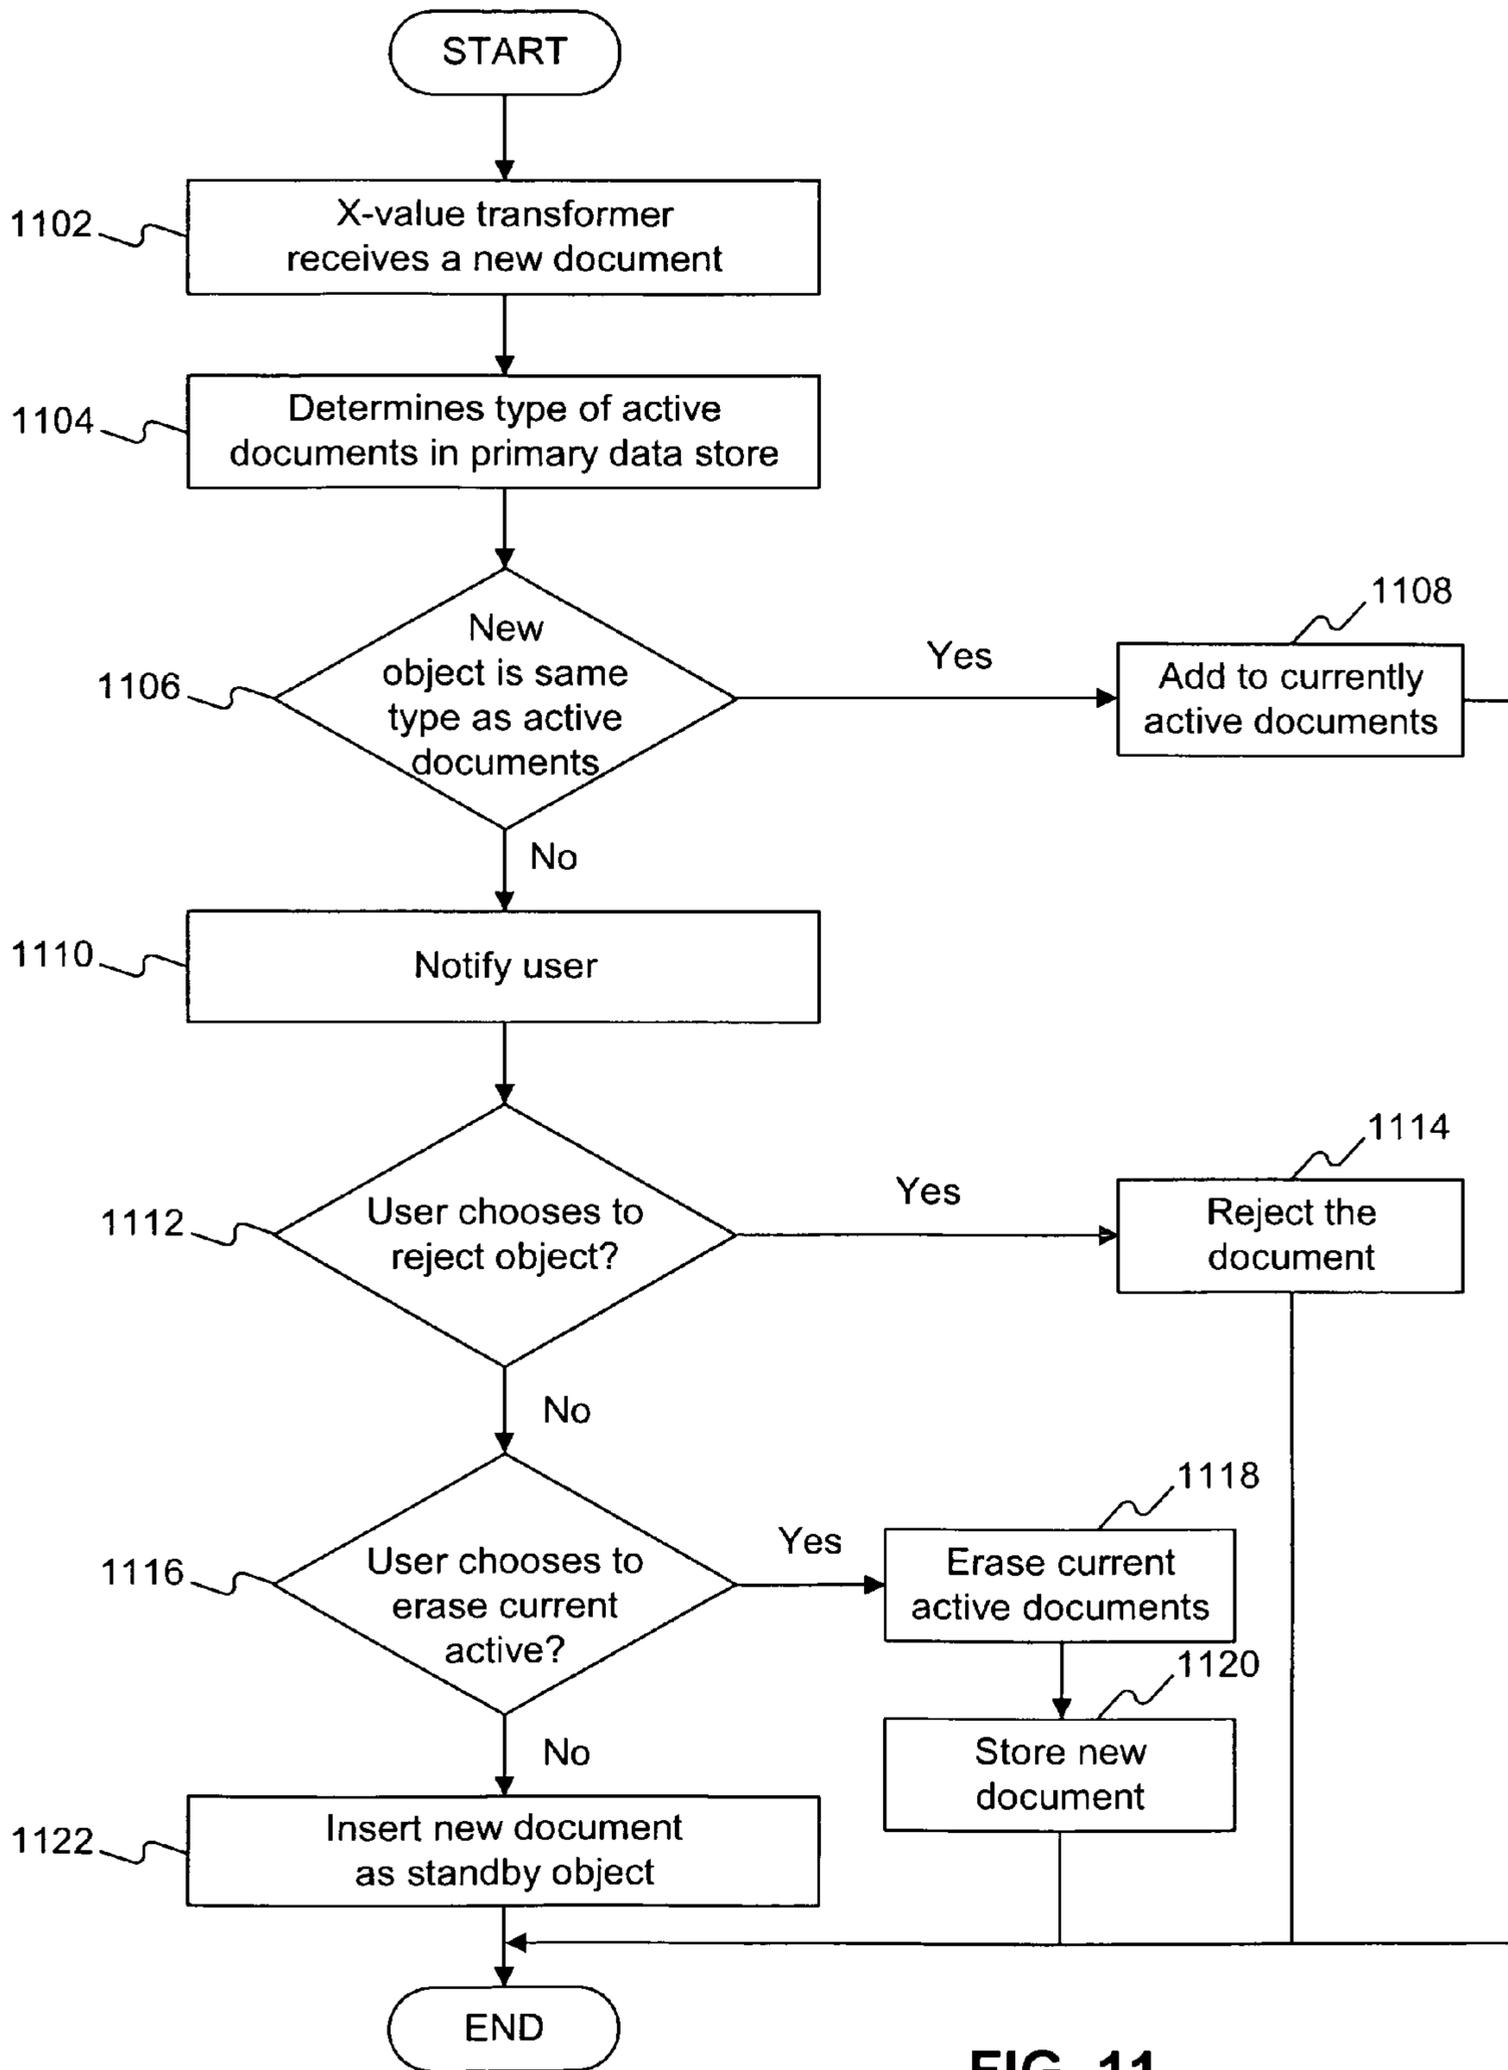 START
1102
X-value transformer
receives a new document
1104
Determines type of active
documents in primary data store
1106
New
object is same
type as active
documents
Yes
1108
Add to currently
active documents
No
1110
Notify user
1112
User chooses to
reject object?
Yes
1114
Reject the
document
No
1116
User chooses to
erase current
active?
Yes
1118
Erase current
active documents
1120
Store new
document
No
1122
Insert new document
as standby object
END
FIG. 11